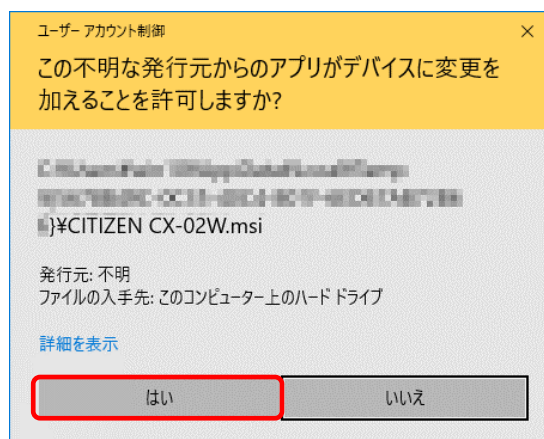 ユーザー アカウント制御
この不明な発行元からのアプリがデバイスに変更を
加えることを許可しますか?
}¥CITIZEN CX-02W.msi
発行元: 不明
ファイルの入手先: このコンピューター上のハード ドライブ
詳細を表示
はい
いいえ